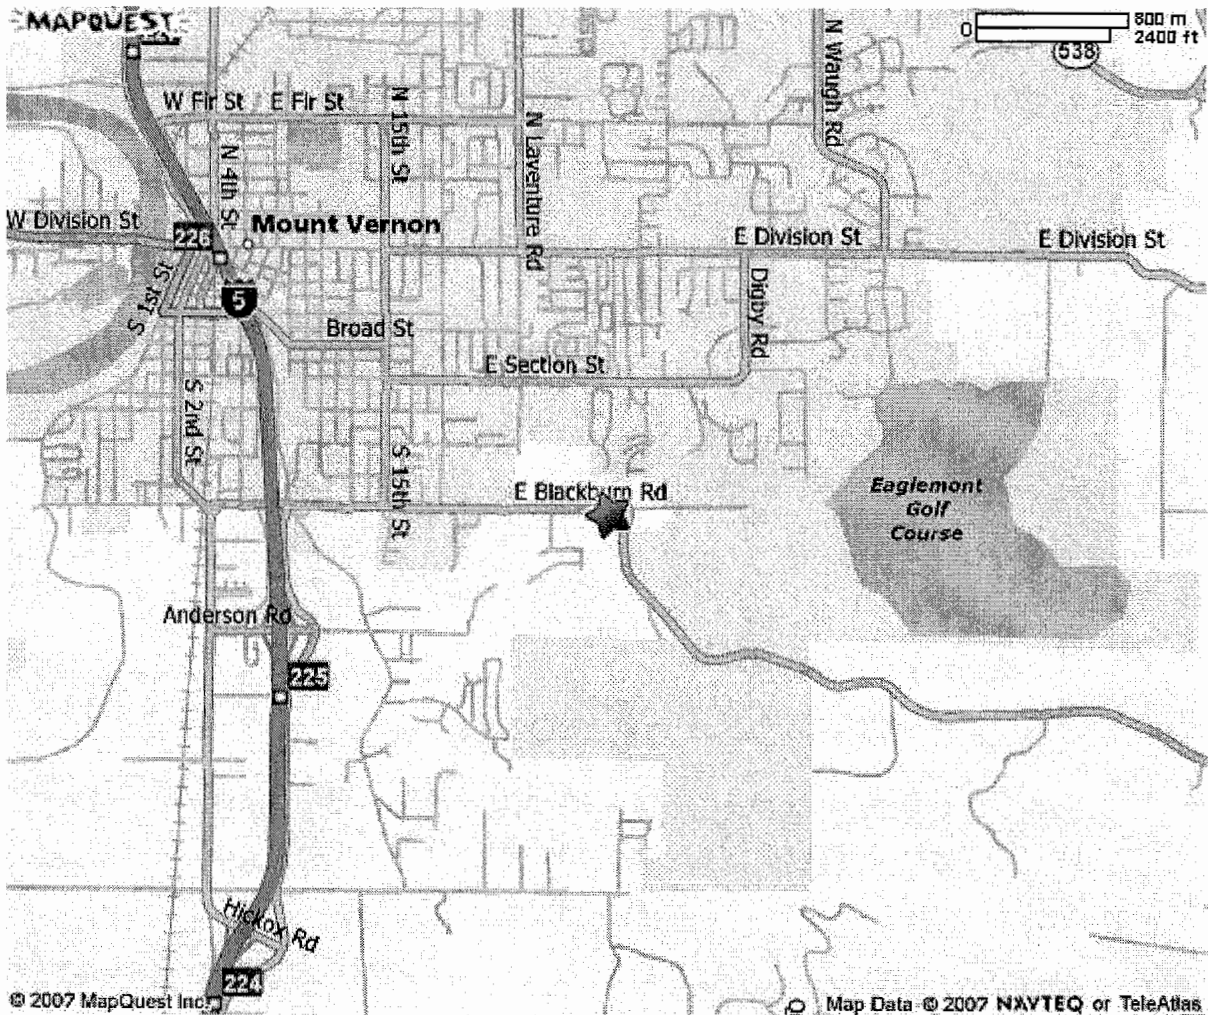 MAPQUEST
0
800 m
2400 ft
538
W Fir St
E Fir St
N 15th St
N Laventure Rd
N Waugh Rd
N 4th St
W Division St
226
Mount Vernon
E Division St
E Division St
S 1st St
5
Digby Rd
Broad St
E Section St
S 2nd St
S 15th St
E Blackburn Rd
Eaglemont
Golf
Course
Anderson Rd
225
Hickox Rd
224
© 2007 MapQuest Inc.
Map Data © 2007 NAVTEQ or TeleAtlas